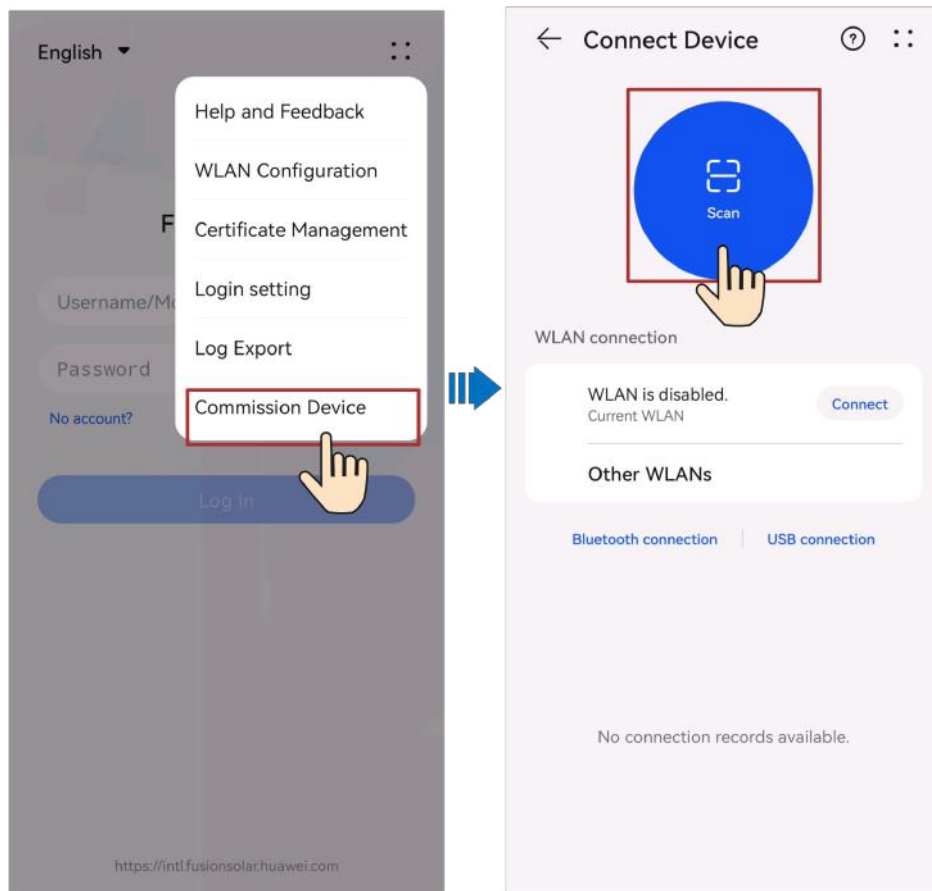 English
Help and Feedback
WLAN Configuration
F
Certificate Management
Username/Mo
Login setting
Log Export
Password
Commission Device
No account?
Log In
https://intl.fusionsolar.huawei.com
Connect Device
Scan
WLAN connection
WLAN is disabled.
Current WLAN
Connect
Other WLANs
Bluetooth connection
USB connection
No connection records available.